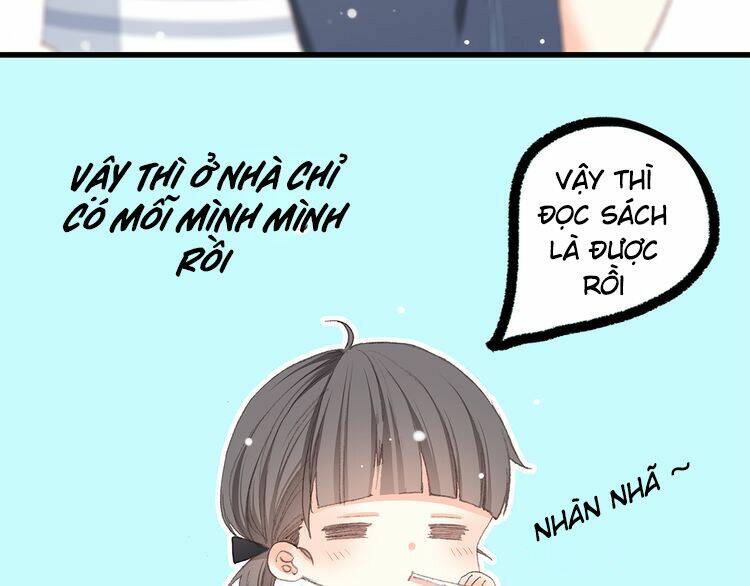 VẬY THÌ Ở NHÀ CHỈ
CÓ MỖI MÌNH MÌNH
RỒI
VẬY THÌ
ĐỌC SÁCH
LÀ ĐƯỢC
RỒI
NHÀN NHÃ ~